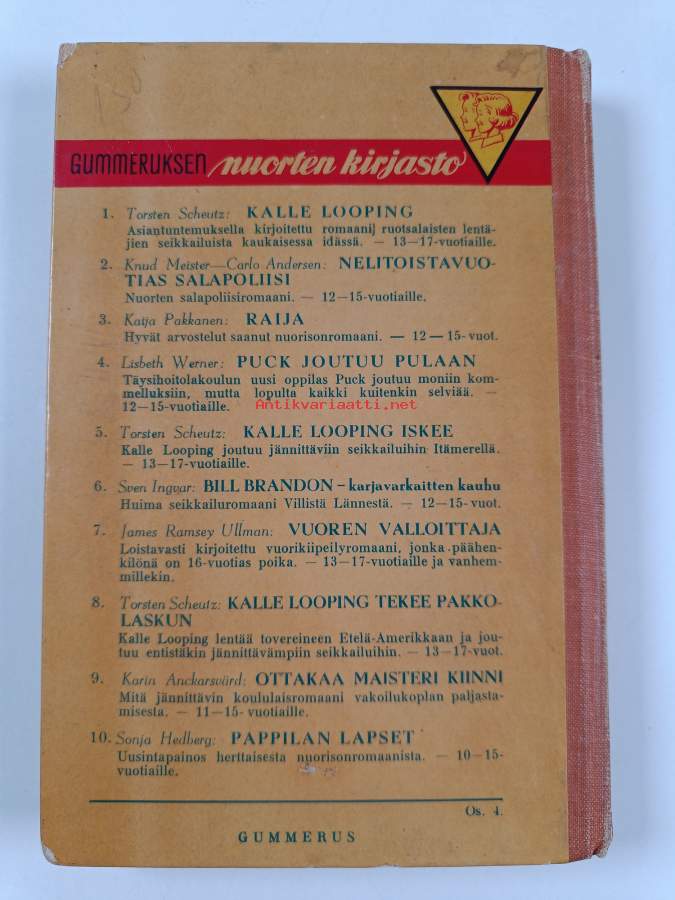 150
GUMMERUKSEN nuorten kirjasto
1. Torsten Scheutz: KALLE LOOPING
Asiantuntemuksella kirjoitettu romaanij ruotsalaisten lentä-
jien seikkailuista kaukaisessa idässä. — 13—17-vuotiaille.
2. Knud Meister—Carlo Andersen: NELITOISTAVUO-
TIAS SALAPOLIISI
Nuorten salapoliisiromaani. — 12—15-vuotiaille.
3. Kaija Pakkanen: RAIJA
Hyvät arvostelut saanut nuorisonromaani. — 12—15-vuot.
4. Lisbeth Werner: PUCK JOUTUU PULAAN
Täysihoitolakoulun uusi oppilas Puck joutuu moniin kom-
melluksiin, mutta lopulta kaikki kuitenkin selviää. —
12—15-vuotiaille.
Antikvariaatti.net
5. Torsten Scheutz: KALLE LOOPING ISKEE
Kalle Looping joutuu jännittäviin seikkailuihin Itämerellä.
— 13—17-vuotiaille.
6. Sven Ingvar: BILL BRANDON – karjavarkaitten kauhu
Huima seikkailuromaani Villistä Lännestä. — 12—15-vuot.
7. James Ramsey Ullman: VUOREN VALLOITTAJA
Loistavasti kirjoitettu vuorikiipeilyromaani, jonka päähen-
kilönä on 16-vuotias poika. — 13—17-vuotiaille ja vanhem-
millekin.
8. Torsten Scheutz: KALLE LOOPING TEKEE PAKKO-
LASKUN
Kalle Looping lentää tovereineen Etelä-Amerikkaan ja jou-
tuu entistäkin jännittävämpiin seikkailuihin. — 13—17-vuot.
9. Karin Anckarsvürd: OTTAKAA MAISTERI KIINNI
Mitä jännittävin koululaisromaani vakoilukoplan paljasta-
misesta. — 11—15-vuotiaille.
10. Sonja Hedberg: PAPPILAN LAPSET
Uusintapainos herttaisesta nuorisonromaanista. — 10—15-
vuotiaille.
Os. 4.
GUMMERUS